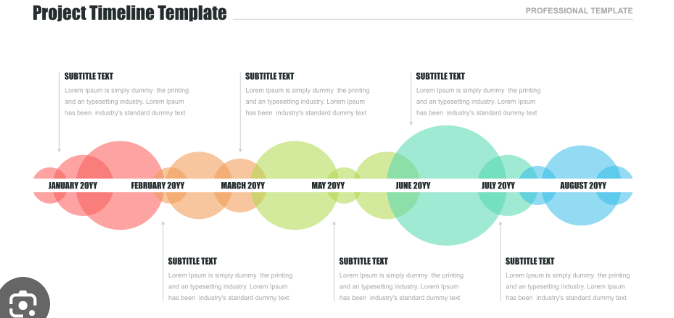 Project Timeline Template
PROFESSIONAL TEMPLATE
SUBTITLE TEXT
Lorem Ipsum is simply dummy the printing
and an typesetting industry. Lorem Ipsum
has been industry's standard dummy text
SUBTITLE TEXT
Lorem Ipsum is simply dummy the printing
and an typesetting industry. Lorem Ipsum
has been industry's standard dummy text
SUBTITLE TEXT
Lorem Ipsum is simply dummy the printing
and an typesetting industry. Lorem Ipsum
has been industry's standard dummy text
JANUARY 20YY
FEBRUARY 20YY
MARCH 20YY
MAY 20YY
JUNE 20YY
JULY 20YY
AUGUST 20YY
SUBTITLE TEXT
Lorem Ipsum is simply dummy the printing
and an typesetting industry. Lorem Ipsum
has been industry's standard dummy text
SUBTITLE TEXT
Lorem Ipsum is simply dummy the printing
and an typesetting industry. Lorem Ipsum
has been industry's standard dummy text
SUBTITLE TEXT
Lorem Ipsum is simply dummy the printing
and an typesetting industry. Lorem Ipsum
has been industry's standard dummy text